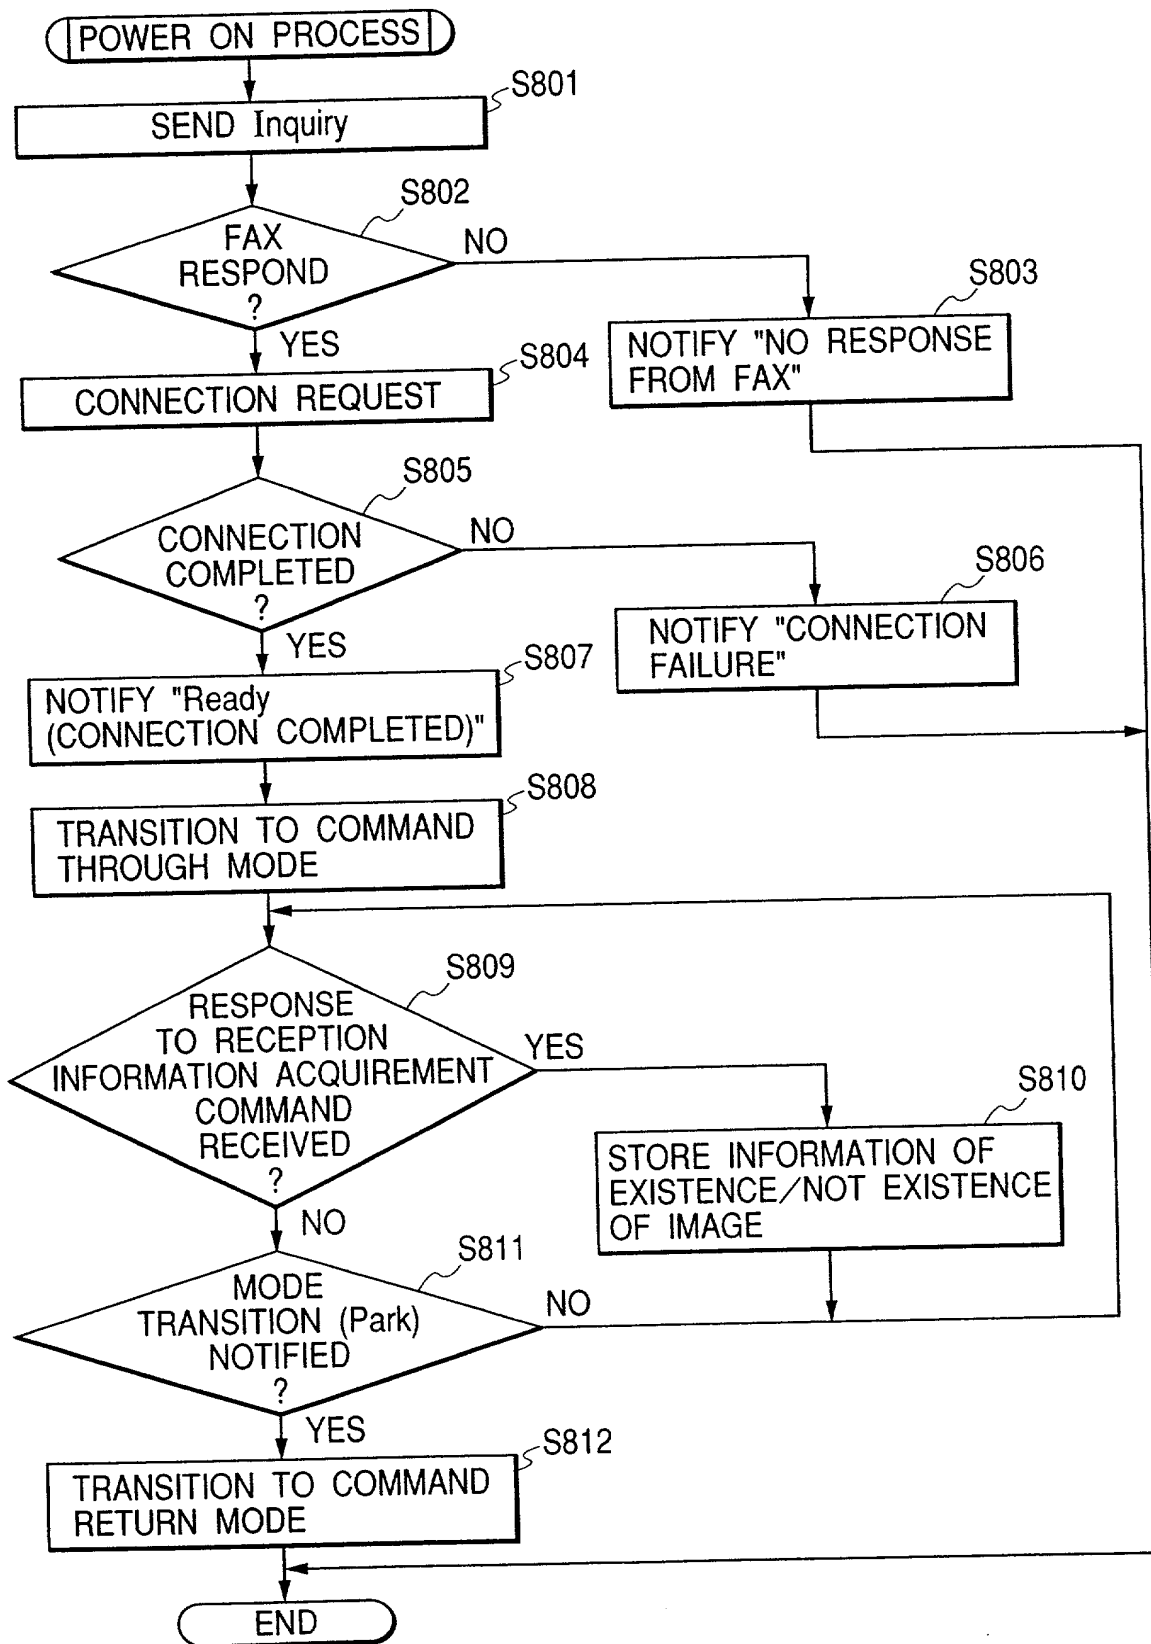 POWER ON PROCESS
S801
SEND Inquiry
S802
FAX
RESPOND
?
NO
YES
S803
NOTIFY "NO RESPONSE
FROM FAX"
S804
CONNECTION REQUEST
S805
CONNECTION
COMPLETED
?
NO
YES
S806
NOTIFY "CONNECTION
FAILURE"
S807
NOTIFY "Ready
(CONNECTION COMPLETED)"
S808
TRANSITION TO COMMAND
THROUGH MODE
S809
RESPONSE
TO RECEPTION
INFORMATION ACQUIREMENT
COMMAND
RECEIVED
?
YES
NO
S810
STORE INFORMATION OF
EXISTENCE/NOT EXISTENCE
OF IMAGE
S811
MODE
TRANSITION (Park)
NOTIFIED
?
NO
YES
S812
TRANSITION TO COMMAND
RETURN MODE
END